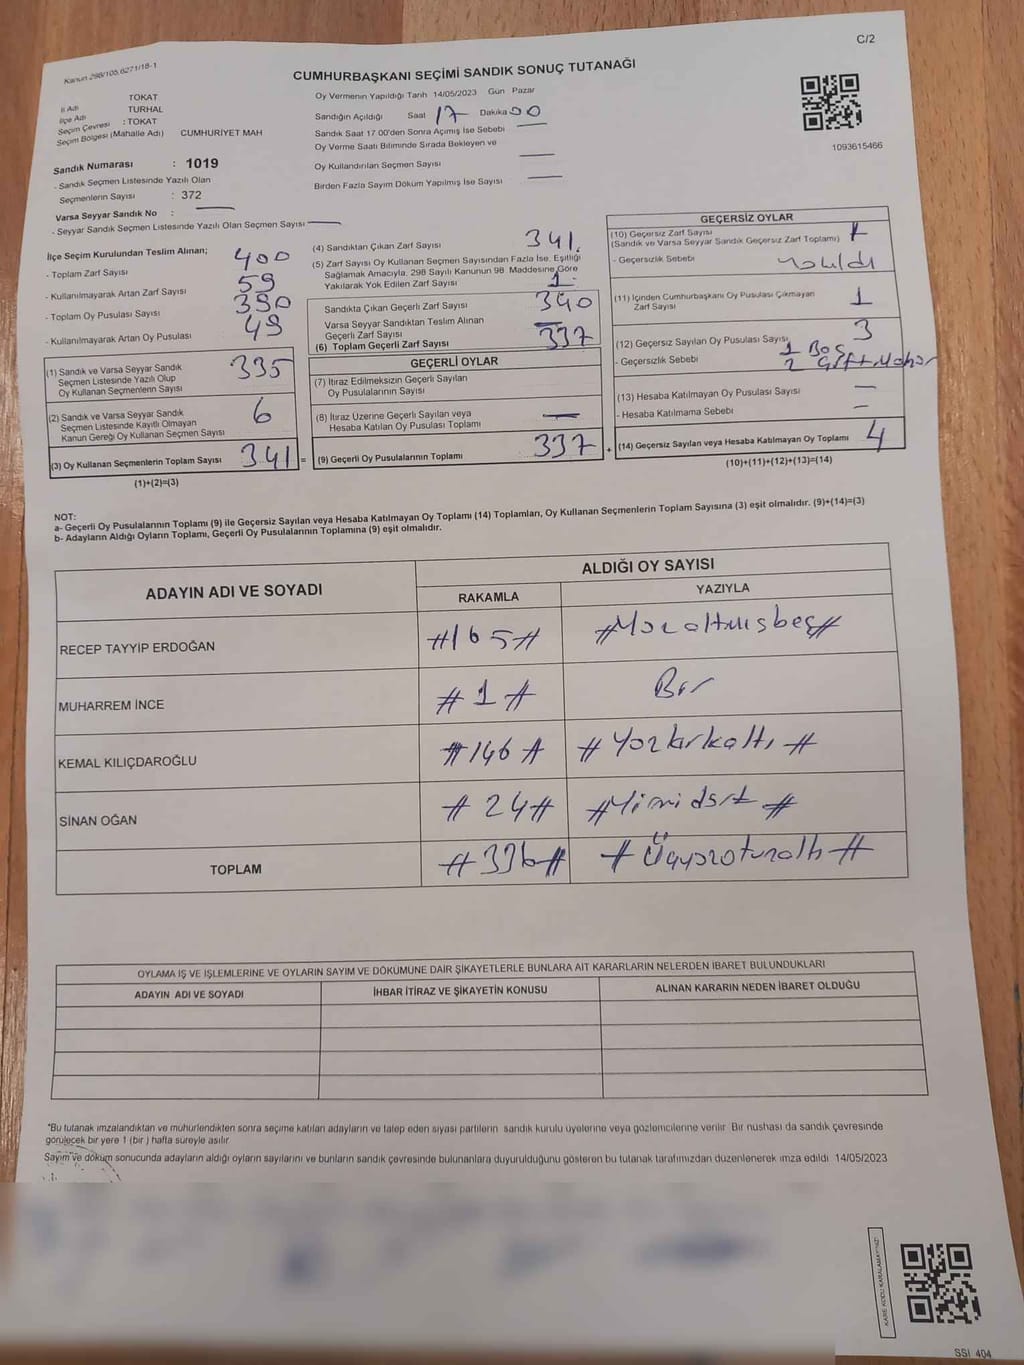 C/2
Kanun 298/105,6271/18-1
CUMHURBAŞKANI SEÇİMİ SANDIK SONUÇ TUTANAĞI
İl Adı TOKAT
İlçe Adı TURHAL
Seçim Çevresi : TOKAT
Seçim Bölgesi (Mahalle Adı) CUMHURİYET MAH
Sandık Numarası : 1019
- Sandık Seçmen Listesinde Yazılı Olan
Seçmenlerin Sayısı : 372
Varsa Seyyar Sandık No :
- Seyyar Sandık Seçmen Listesinde Yazılı Olan Seçmen Sayısı
Oy Vermenin Yapıldığı Tarih 14/05/2023 Gün Pazar
Sandığın Açıldığı Saat 17 Dakika 00
Sandık Saat 17 00'den Sonra Açımış İse Sebebi
Oy Verme Saati Bitiminde Sırada Bekleyen ve
Oy Kullandırılan Seçmen Sayısı
Birden Fazla Sayım Döküm Yapılmış İse Sayısı
1093615466
İlçe Seçim Kurulundan Teslim Alınan;
- Toplam Zarf Sayısı 400
- Kullanılmayarak Artan Zarf Sayısı 59
- Toplam Oy Pusulası Sayısı 390
- Kullanılmayarak Artan Oy Pusulası 49
(1) Sandık ve Varsa Seyyar Sandık
Seçmen Listesinde Yazılı Olup
Oy Kullanan Seçmenlerin Sayısı 335
(2) Sandık ve Varsa Seyyar Sandık
Seçmen Listesinde Kayıtlı Olmayan
Kanun Gereği Oy Kullanan Seçmen Sayısı 6
(3) Oy Kullanan Seçmenlerin Toplam Sayısı 341 =
(1)+(2)=(3)
(4) Sandıktan Çıkan Zarf Sayısı 341.
(5) Zarf Sayısı Oy Kullanan Seçmen Sayısından Fazla İse, Eşitliği
Sağlamak Amacıyla, 298 Sayılı Kanunun 98 Maddesine Göre
Yakılarak Yok Edilen Zarf Sayısı 1
Sandıkta Çıkan Geçerli Zarf Sayısı 340
Varsa Seyyar Sandıktan Teslim Alınan
Geçerli Zarf Sayısı
(6) Toplam Geçerli Zarf Sayısı 337
GEÇERLİ OYLAR
(7) İtiraz Edilmeksizin Geçerli Sayılan
Oy Pusulalarının Sayısı
(8) İtiraz Üzerine Geçerli Sayılan veya
Hesaba Katılan Oy Pusulası Toplamı
(9) Geçerli Oy Pusulalarının Toplamı 337 +
GEÇERSİZ OYLAR
(10) Geçersiz Zarf Sayısı
(Sandık ve Varsa Seyyar Sandık Geçersiz Zarf Toplamı) 1
- Geçersizlik Sebebi
(11) İçinden Cumhurbaşkanı Oy Pusulası Çıkmayan
Zarf Sayısı 1
(12) Geçersiz Sayılan Oy Pusulası Sayısı 3
- Geçersizlik Sebebi 1 Boş
2 Çift Mühür
(13) Hesaba Katılmayan Oy Pusulası Sayısı
- Hesaba Katılmama Sebebi
(14) Geçersiz Sayılan veya Hesaba Katılmayan Oy Toplamı 4
(10)+(11)+(12)+(13)=(14)
NOT:
a- Geçerli Oy Pusulalarının Toplamı (9) ile Geçersiz Sayılan veya Hesaba Katılmayan Oy Toplamı (14) Toplamları, Oy Kullanan Seçmenlerin Toplam Sayısına (3) eşit olmalıdır. (9)+(14)=(3)
b- Adayların Aldığı Oyların Toplamı, Geçerli Oy Pusulalarının Toplamına (9) eşit olmalıdır.
ADAYIN ADI VE SOYADI ALDIĞI OY SAYISI
RAKAMLA YAZIYLA
RECEP TAYYİP ERDOĞAN #165# #Yüzaltmışbeş#
MUHARREM İNCE #1# Bir
KEMAL KILIÇDAROĞLU #146# #Yüzkırkaltı#
SİNAN OĞAN #24# #Yirmidört#
TOPLAM #336# #Üçyüzotuzaltı#
OYLAMA İŞ VE İŞLEMLERİNE VE OYLARIN SAYIM VE DÖKÜMÜNE DAİR ŞİKAYETLERLE BUNLARA AİT KARARLARIN NELERDEN İBARET BULUNDUKLARI
ADAYIN ADI VE SOYADI İHBAR İTİRAZ VE ŞİKAYETİN KONUSU ALINAN KARARIN NEDEN İBARET OLDUĞU
"Bu tutanak imzalandıktan ve mühürlendikten sonra seçime katılan adayların ve talep eden siyasi partilerin sandık kurulu üyelerine veya gözlemcilerine verilir Bir nushası da sandık çevresinde
görülecek bir yere 1 (bir) hafta süreyle asılır
Sayım ve döküm sonucunda adayların aldığı oyların sayılarını ve bunların sandık çevresinde bulunanlara duyurulduğunu gösteren bu tutanak tarafımızdan düzenlenerek imza edildi 14/05/2023
KARE KODU KARALAMAYINIZ"
SSI 404